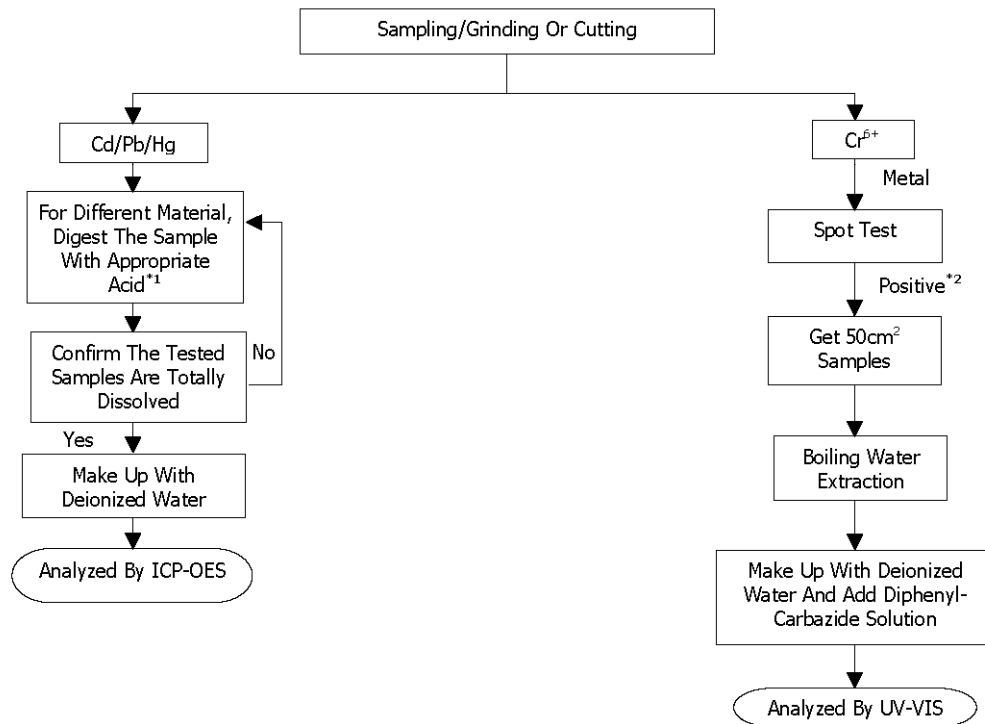 Sampling/Grinding Or Cutting
Cd/Pb/Hg
For Different Material,
Digest The Sample
With Appropriate
Acid*1
Confirm The Tested
Samples Are Totally
Dissolved
No
Yes
Make Up With
Deionized Water
Analyzed By ICP-OES
Cr6+
Metal
Spot Test
Positive*2
Get 50cm2
Samples
Boiling Water
Extraction
Make Up With Deionized
Water And Add Diphenyl-
Carbazide Solution
Analyzed By UV-VIS